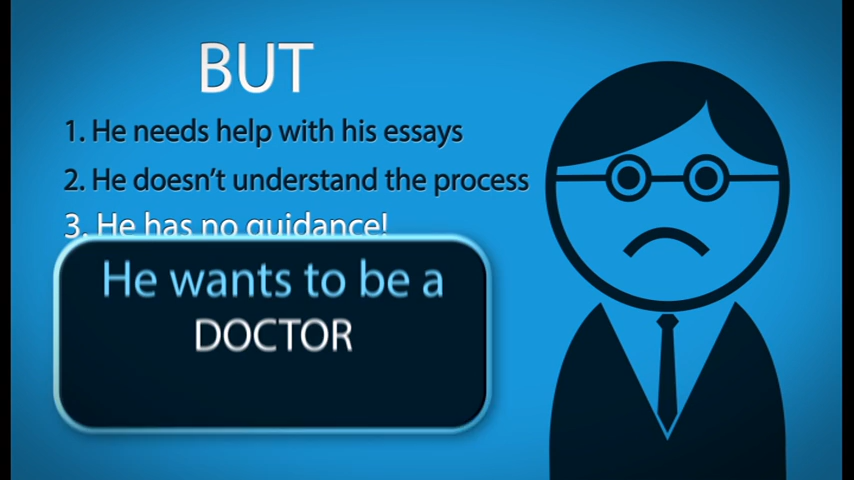 BUT
1. He needs help with his essays
2. He doesn't understand the process
3. He has no guidance!
He wants to be a
DOCTOR